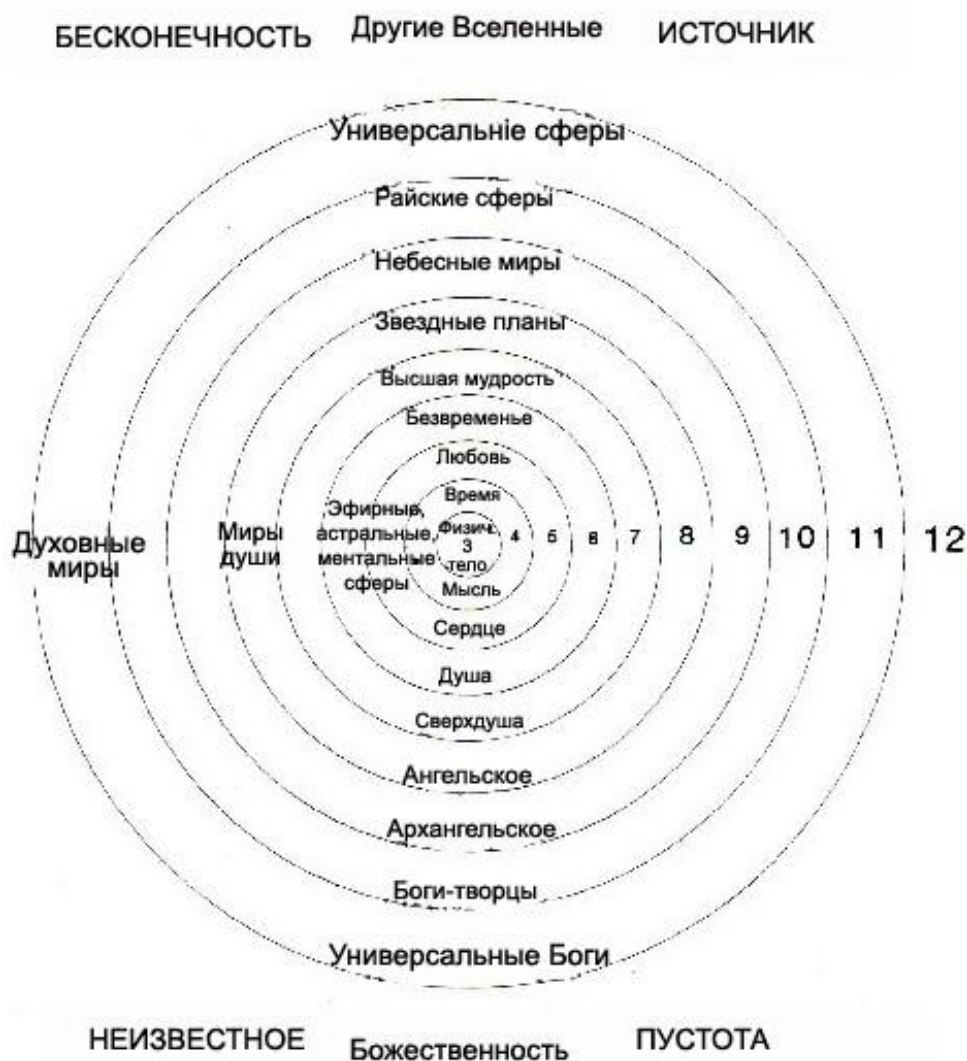 БЕСКОНЕЧНОСТЬ Другие Вселенные ИСТОЧНИК
Универсальніе сферы
Райские сферы
Небесные миры
Звездные планы
Высшая мудрость
Безвременье
Любовь
Время
Духовные
миры
Миры
души
Эфирные,
астральные,
ментальные
сферы
Физич.
3
тело
4 5 6 7 8 9 10 11 12
Мысль
Сердце
Душа
Сверхдуша
Ангельское
Архангельское
Боги-творцы
Универсальные Боги
НЕИЗВЕСТНОЕ Божественность ПУСТОТА